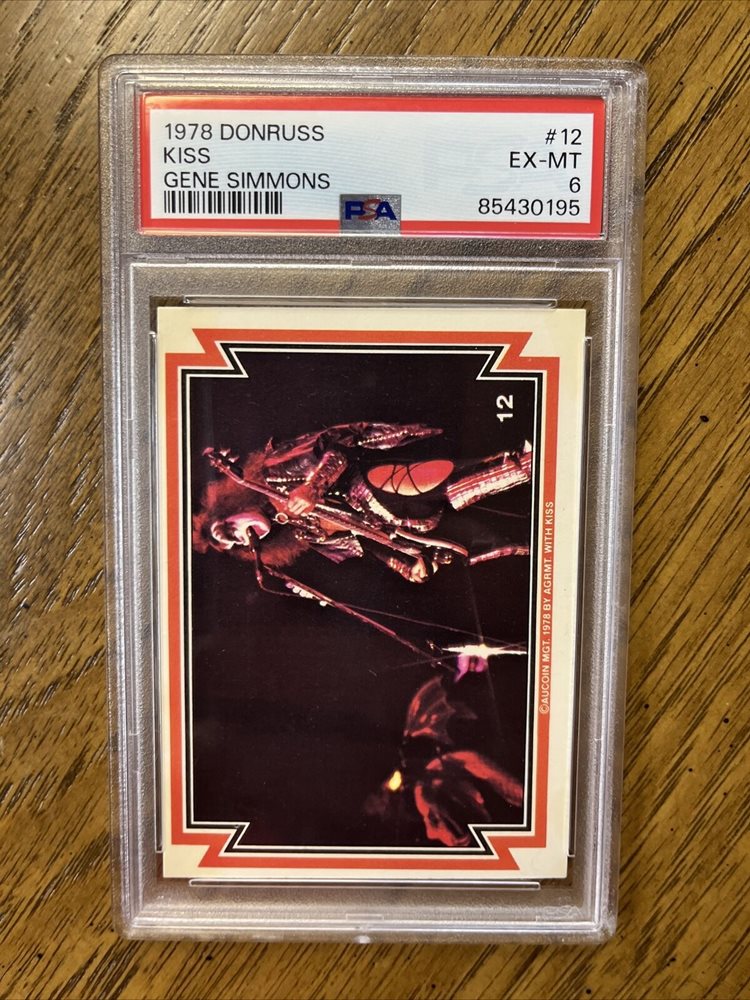 1978 DONRUSS #12
KISS EX-MT
GENE SIMMONS 6
PSA 85430195
12
©AUCOIN MGT. 1978 BY AGRMT. WITH KISS